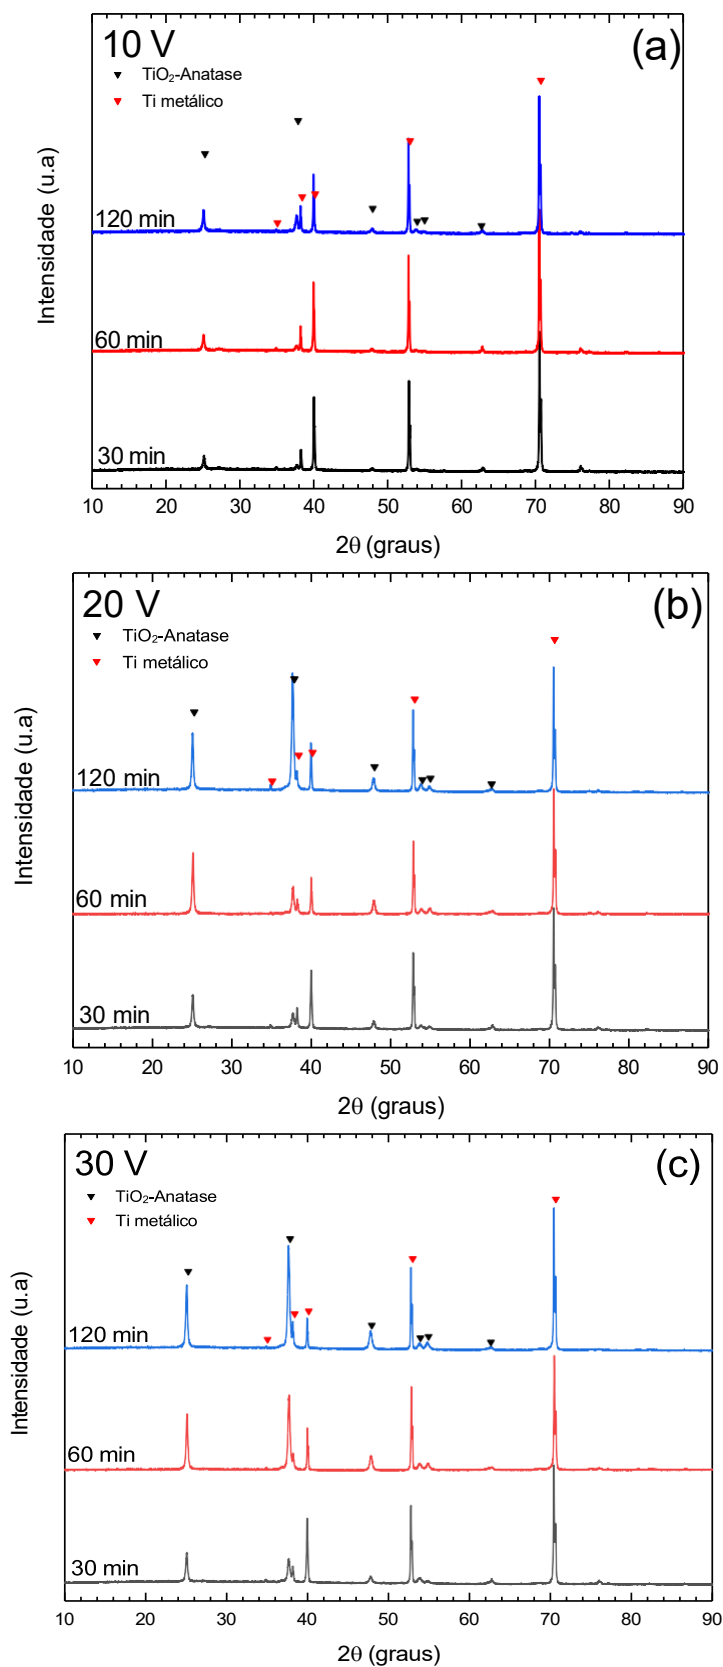 10 V
(a)
TiO₂-Anatase
Ti metálico
120 min
60 min
30 min
Intensidade (u.a)
10 20 30 40 50 60 70 80 90
2θ (graus)
20 V
(b)
TiO₂-Anatase
Ti metálico
120 min
60 min
30 min
Intensidade (u.a)
10 20 30 40 50 60 70 80 90
2θ (graus)
30 V
(c)
TiO₂-Anatase
Ti metálico
120 min
60 min
30 min
Intensidade (u.a)
10 20 30 40 50 60 70 80 90
2θ (graus)